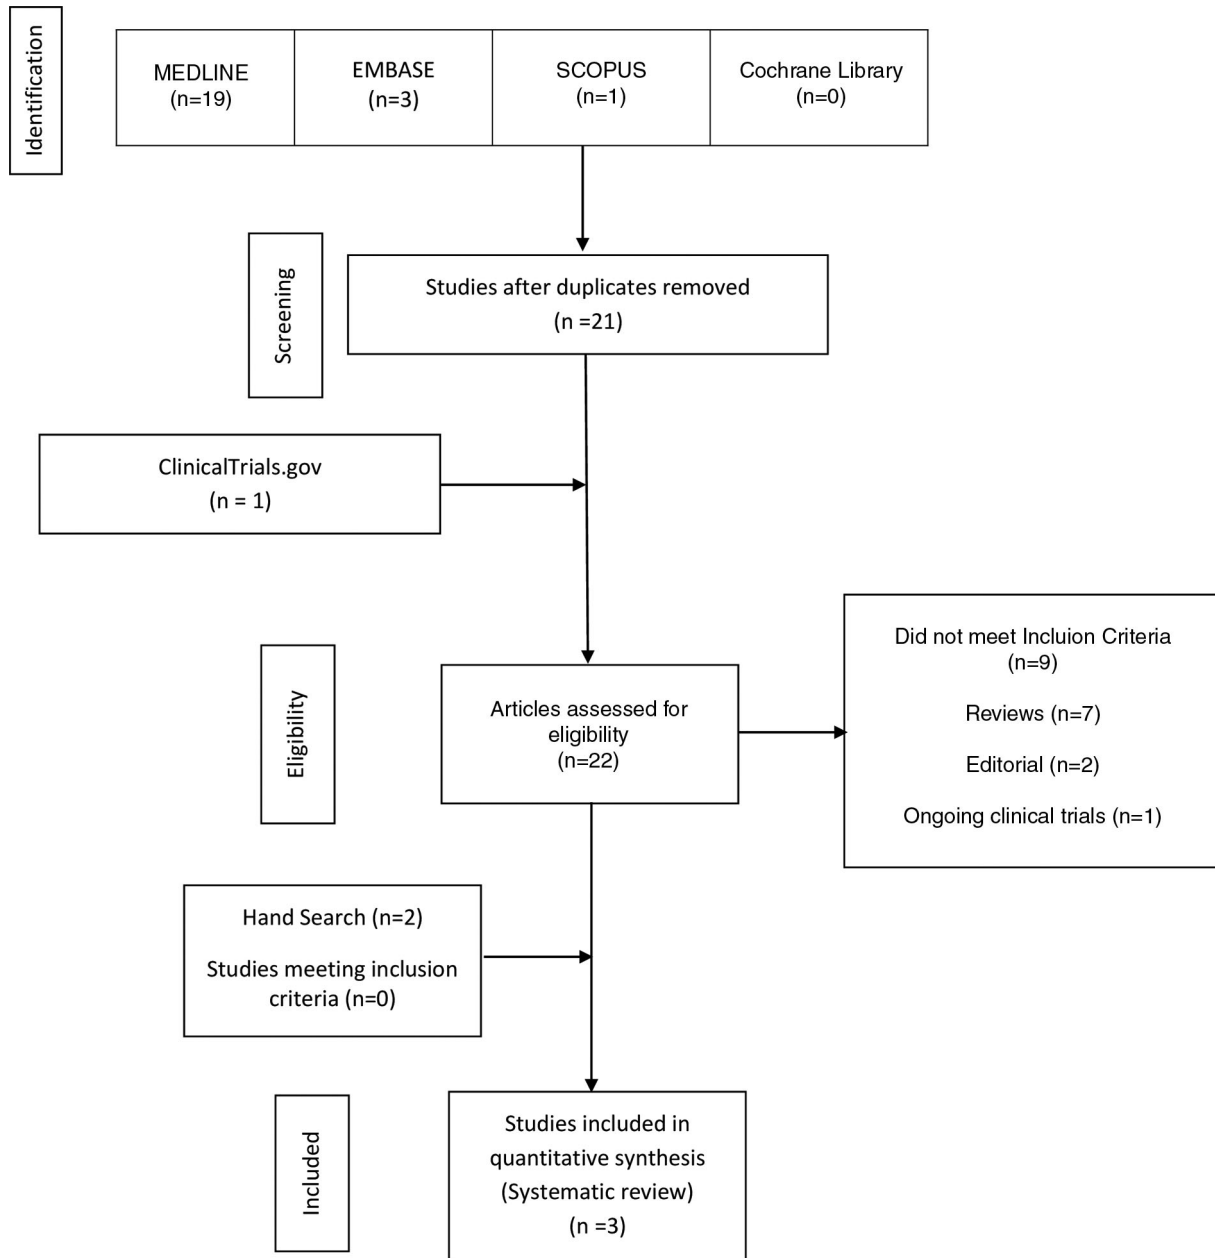 Identification
MEDLINE
(n=19)
EMBASE
(n=3)
SCOPUS
(n=1)
Cochrane Library
(n=0)
Screening
Studies after duplicates removed
(n =21)
ClinicalTrials.gov
(n = 1)
Eligibility
Articles assessed for
eligibility
(n=22)
Did not meet Incluion Criteria
(n=9)
Reviews (n=7)
Editorial (n=2)
Ongoing clinical trials (n=1)
Hand Search (n=2)
Studies meeting inclusion
criteria (n=0)
Included
Studies included in
quantitative synthesis
(Systematic review)
(n =3)